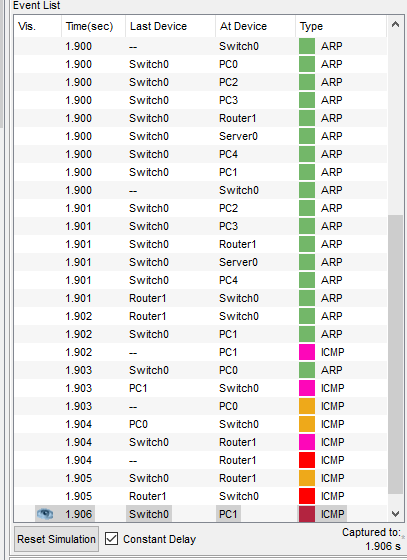 Event List
Vis. Time(sec) Last Device At Device Type
1.900 -- Switch0 ARP
1.900 Switch0 PC0 ARP
1.900 Switch0 PC2 ARP
1.900 Switch0 PC3 ARP
1.900 Switch0 Router1 ARP
1.900 Switch0 Server0 ARP
1.900 Switch0 PC4 ARP
1.900 Switch0 PC1 ARP
1.900 -- Switch0 ARP
1.901 Switch0 PC2 ARP
1.901 Switch0 PC3 ARP
1.901 Switch0 Router1 ARP
1.901 Switch0 Server0 ARP
1.901 Switch0 PC4 ARP
1.901 Router1 Switch0 ARP
1.902 Router1 Switch0 ARP
1.902 Switch0 PC1 ARP
1.902 -- PC1 ICMP
1.903 Switch0 PC0 ARP
1.903 PC1 Switch0 ICMP
1.903 -- PC0 ICMP
1.904 PC0 Switch0 ICMP
1.904 Switch0 Router1 ICMP
1.904 -- Router1 ICMP
1.905 Switch0 Router1 ICMP
1.905 Router1 Switch0 ICMP
1.906 Switch0 PC1 ICMP
Reset Simulation Constant Delay Captured to:
1.906 s